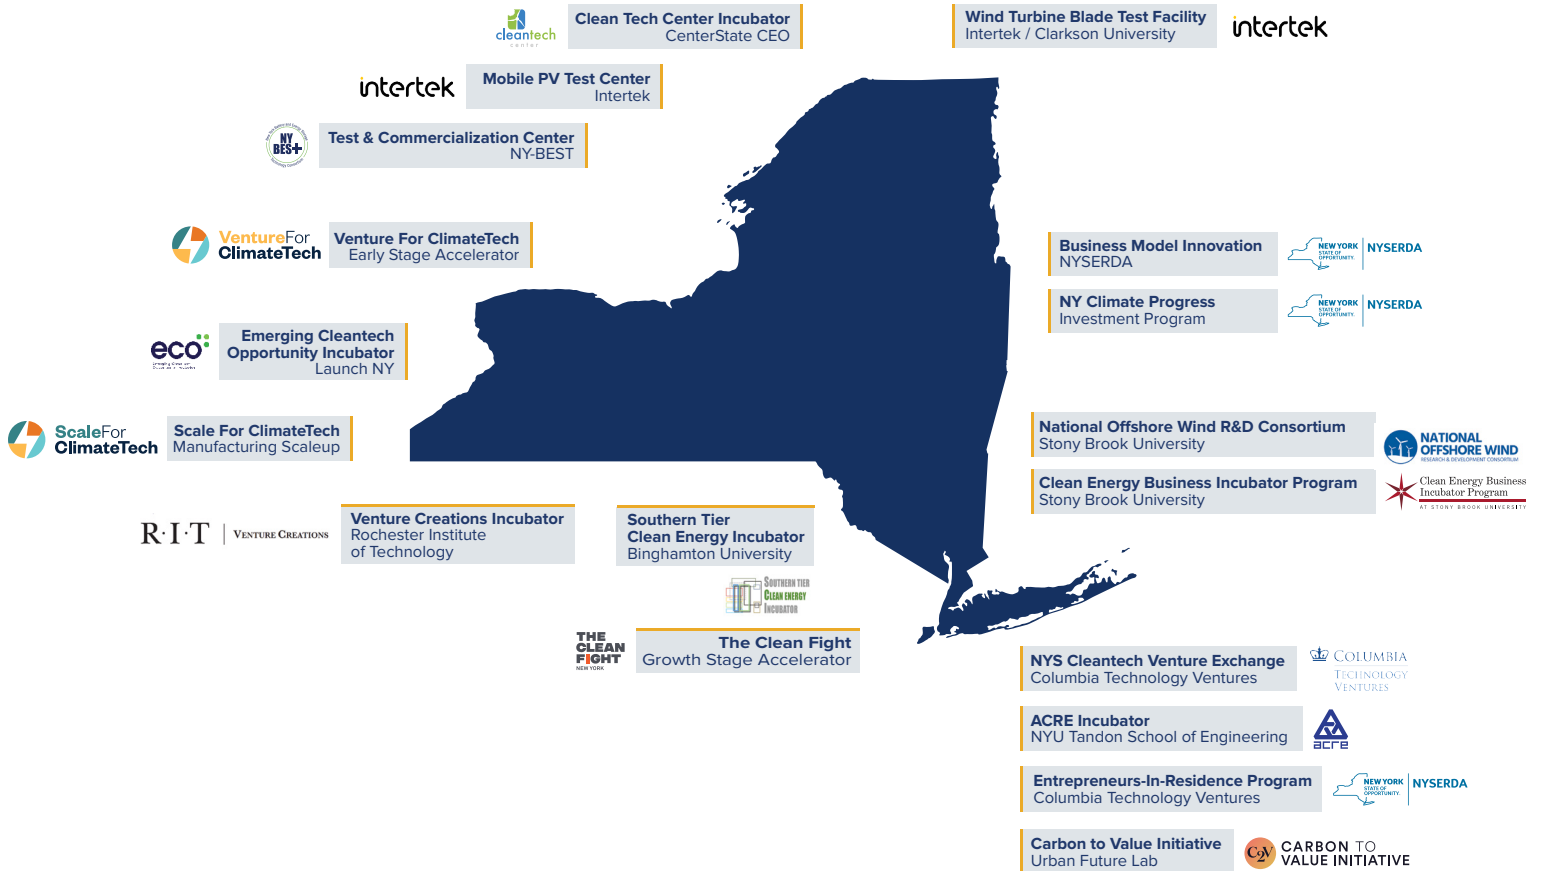 cleantech
center
Clean Tech Center Incubator
CenterState CEO
Wind Turbine Blade Test Facility
Intertek / Clarkson University
intertek
intertek
Mobile PV Test Center
Intertek
NY
BES+
Test & Commercialization Center
NY-BEST
VentureFor
ClimateTech
Venture For ClimateTech
Early Stage Accelerator
Business Model Innovation
NYSERDA
NEW YORK
STATE OF
OPPORTUNITY.
NYSERDA
NY Climate Progress
Investment Program
NEW YORK
STATE OF
OPPORTUNITY.
NYSERDA
eco
Emerging Cleantech
Opportunity Incubator
Launch NY
ScaleFor
ClimateTech
Scale For ClimateTech
Manufacturing Scaleup
National Offshore Wind R&D Consortium
Stony Brook University
NATIONAL
OFFSHORE WIND
RESEARCH & DEVELOPMENT CONSORTIUM
Clean Energy Business Incubator Program
Stony Brook University
Clean Energy Business
Incubator Program
AT STONY BROOK UNIVERSITY
R·I·T | VENTURE CREATIONS
Venture Creations Incubator
Rochester Institute
of Technology
Southern Tier
Clean Energy Incubator
Binghamton University
SOUTHERN TIER
CLEAN ENERGY
INCUBATOR
THE
CLEAN
FIGHT
NEW YORK
The Clean Fight
Growth Stage Accelerator
NYS Cleantech Venture Exchange
Columbia Technology Ventures
COLUMBIA
TECHNOLOGY
VENTURES
ACRE Incubator
NYU Tandon School of Engineering
acre
Entrepreneurs-In-Residence Program
Columbia Technology Ventures
NEW YORK
STATE OF
OPPORTUNITY.
NYSERDA
Carbon to Value Initiative
Urban Future Lab
C2V
CARBON TO
VALUE INITIATIVE